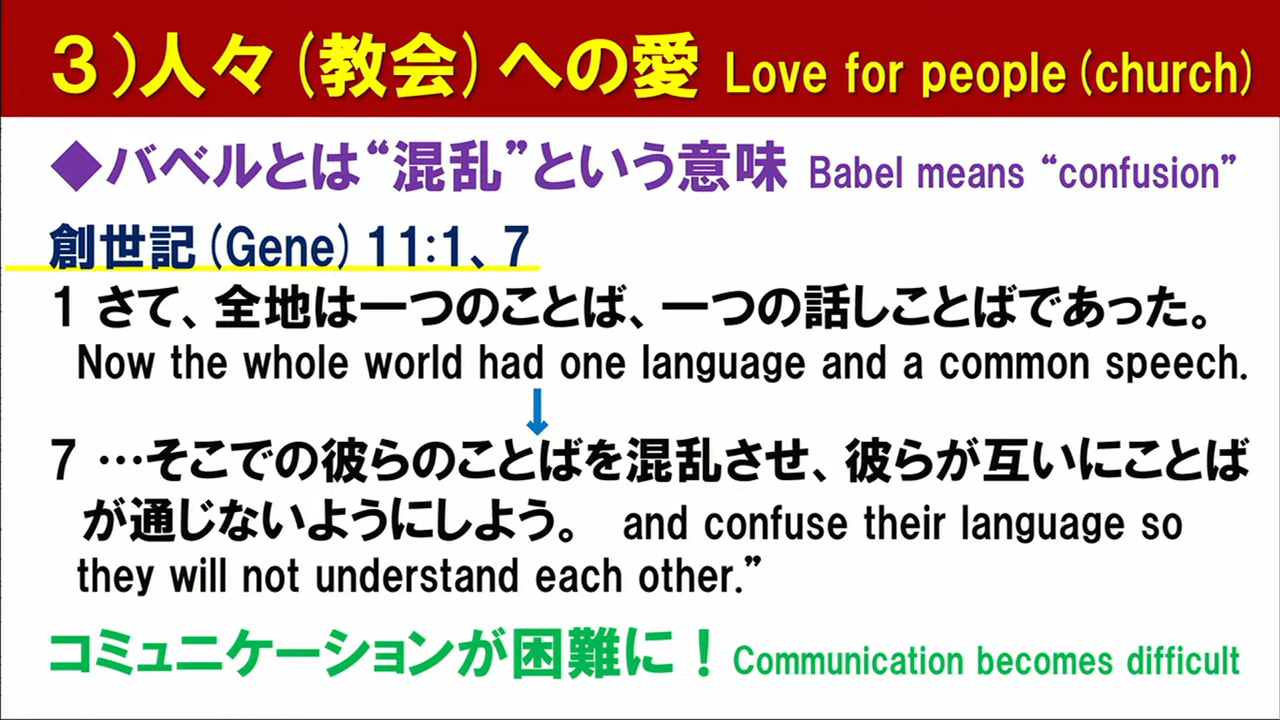 ３）人々（教会）への愛 Love for people（church）
◆バベルとは“混乱”という意味 Babel means “confusion”
創世記（Gene）11:1、7
1 さて、全地は一つのことば、一つの話しことばであった。
Now the whole world had one language and a common speech.
↓
7 …そこでの彼らのことばを混乱させ、彼らが互いにことば
が通じないようにしよう。 and confuse their language so
they will not understand each other.”
コミュニケーションが困難に！Communication becomes difficult